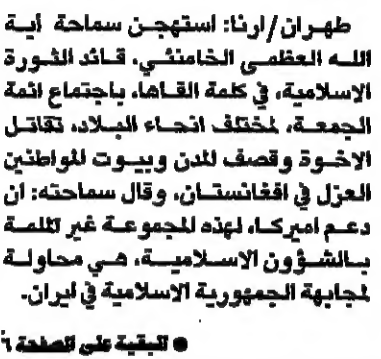 طهران/ارنا: استهجن سماحة آية
الله العظمى الخامنئي، قائد الثورة
الاسلامية، في كلمة القاها، باجتماع ائمة
الجمعة، لمختلف انحاء البلاد، تقاتل
الاخوة وقصف المدن وبيوت المواطنين
العزل في افغانستان، وقال سماحته: ان
دعم اميركا، لهذه المجموعة غير الملمة
بالشؤون الاسلامية، هي محاولة
لمجابهة الجمهورية الاسلامية في ايران.
● البقية على الصفحة ٦